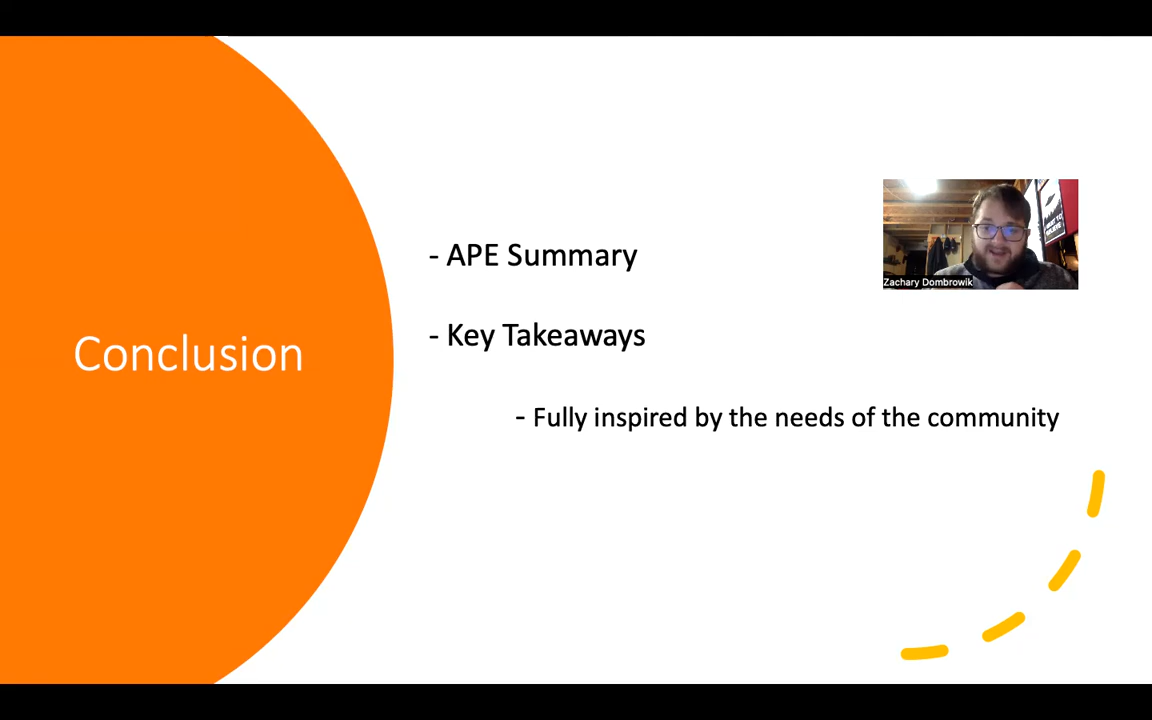 Conclusion
- APE Summary
- Key Takeaways
- Fully inspired by the needs of the community
Zachary Dombrowik